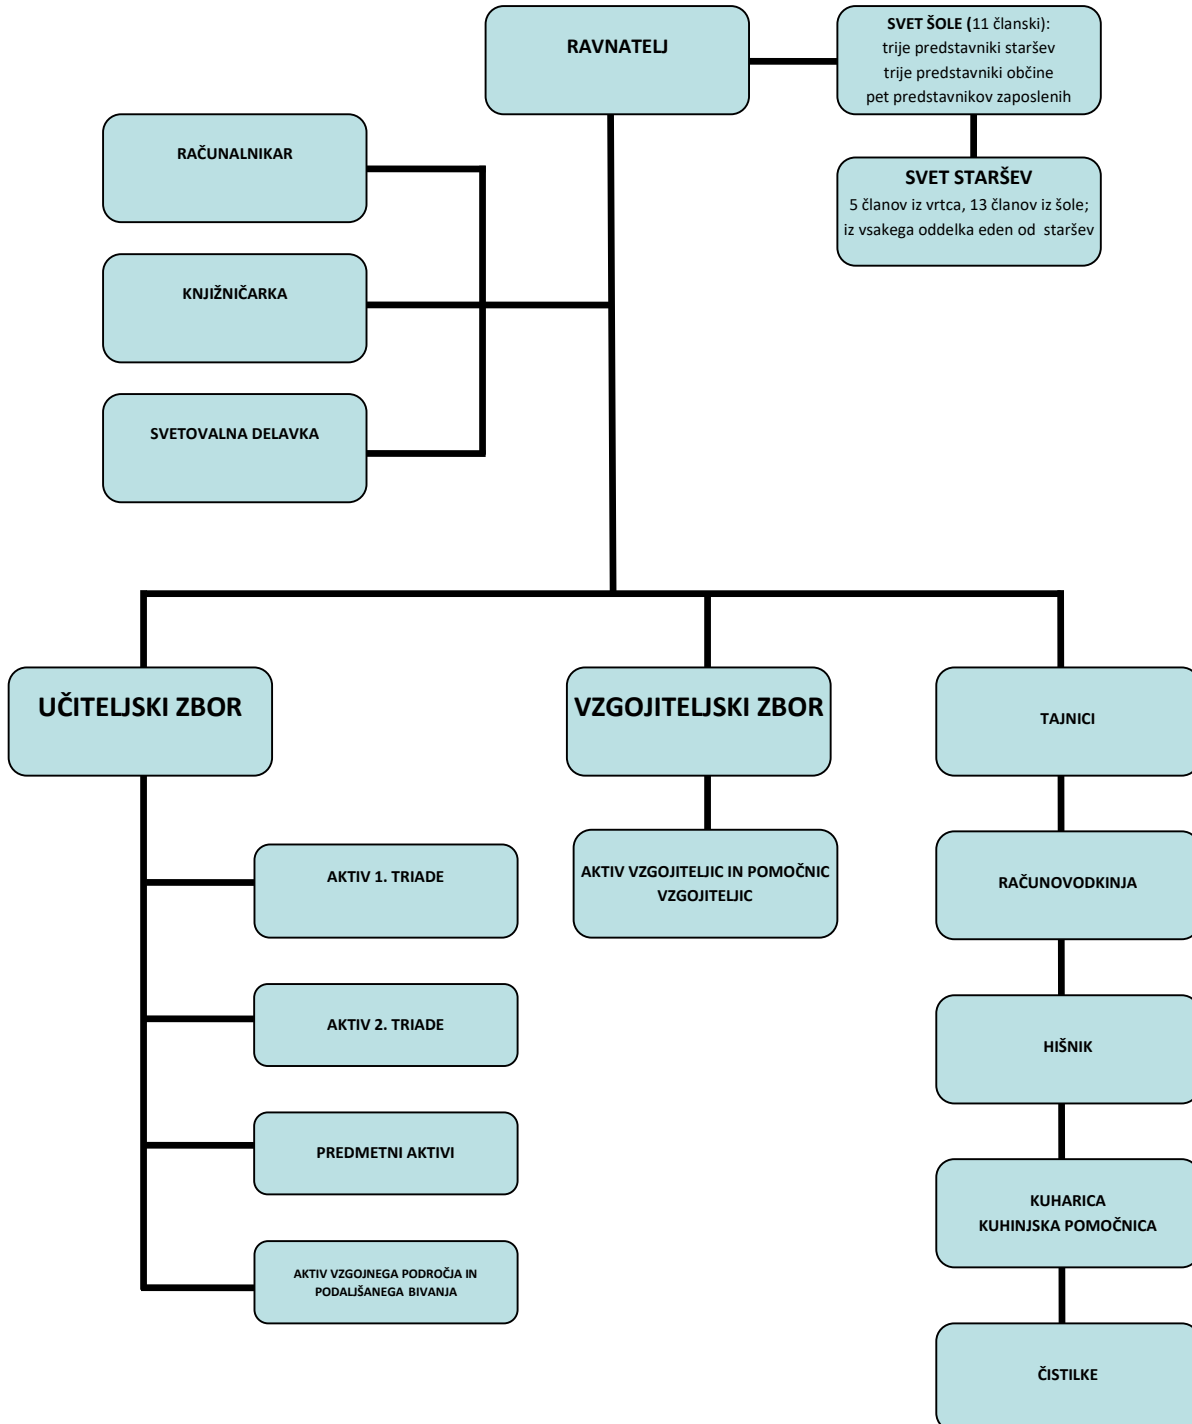 RAVNATELJ
SVET ŠOLE (11 članski):
trije predstavniki staršev
trije predstavniki občine
pet predstavnikov zaposlenih
RAČUNALNIKAR
SVET STARŠEV
5 članov iz vrtca, 13 članov iz šole;
iz vsakega oddelka eden od staršev
KNJIŽNIČARKA
SVETOVALNA DELAVKA
UČITELJSKI ZBOR
VZGOJITELJSKI ZBOR
TAJNICI
AKTIV 1. TRIADE
AKTIV VZGOJITELJIC IN POMOČNIC
VZGOJITELJIC
RAČUNOVODKINJA
AKTIV 2. TRIADE
HIŠNIK
PREDMETNI AKTIVI
KUHARICA
KUHINJSKA POMOČNICA
AKTIV VZGOJNEGA PODROČJA IN
PODALJŠANEGA BIVANJA
ČISTILKE